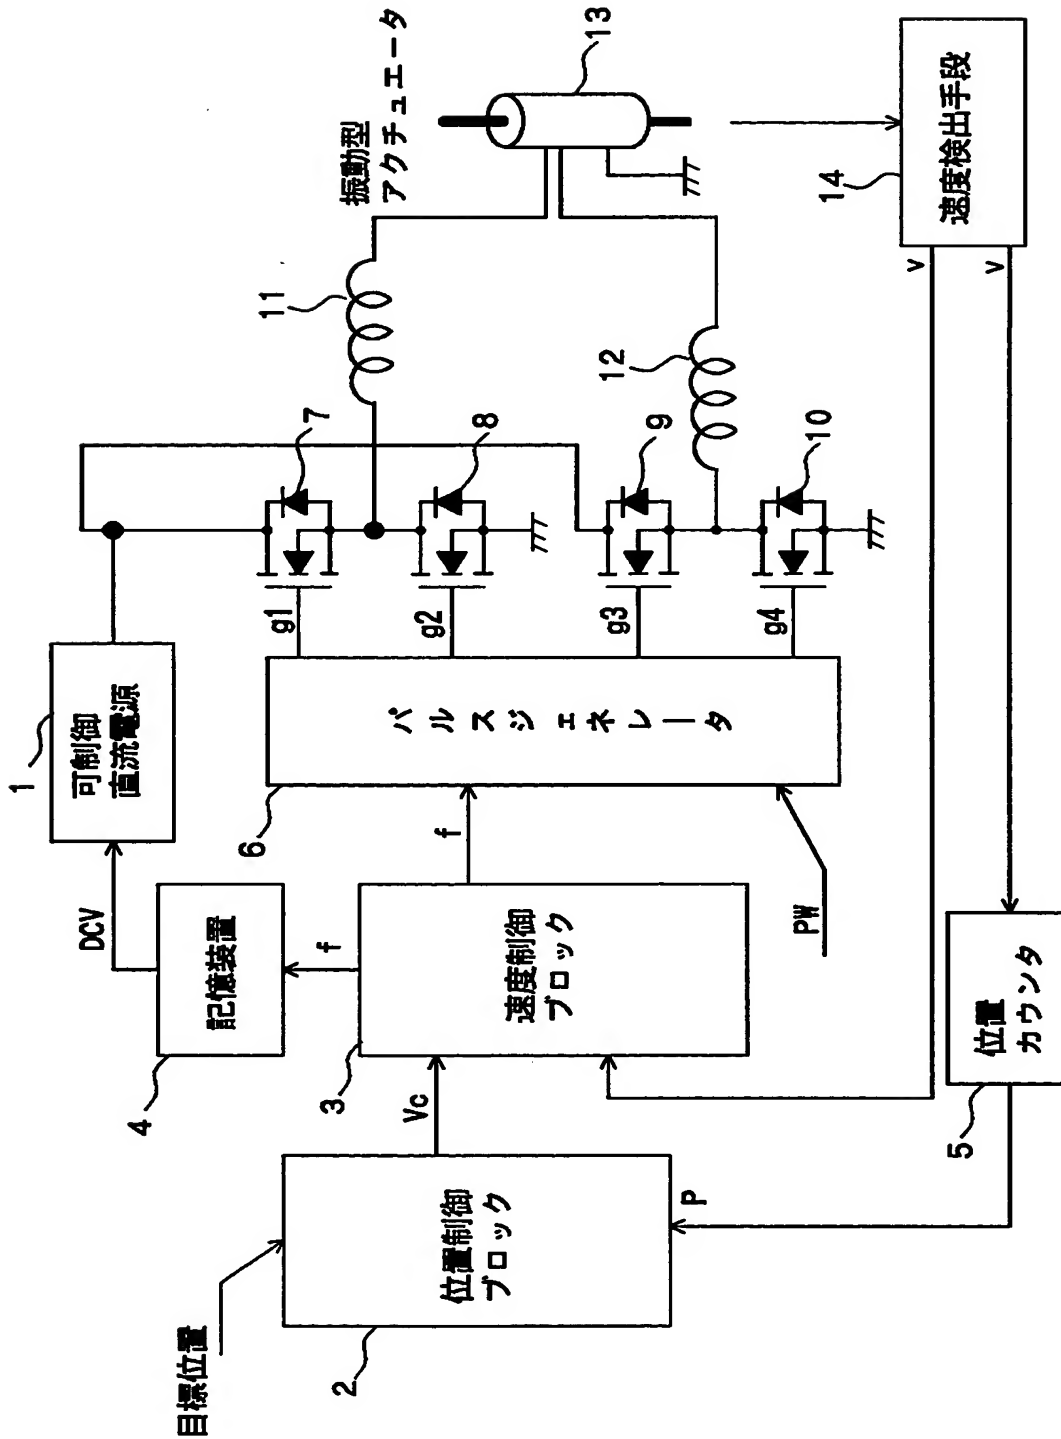 目標位置
2
位置制御
ブロック
Vc
P
3
速度制御
ブロック
f
f
4
記憶装置
DCV
1
可制御
直流電源
6
パルスジェネレータ
PW
g1
g2
g3
g4
7
8
9
10
11
12
振動型
アクチュエータ
13
14
速度検出手段
v
v
5
位置
カウンタ